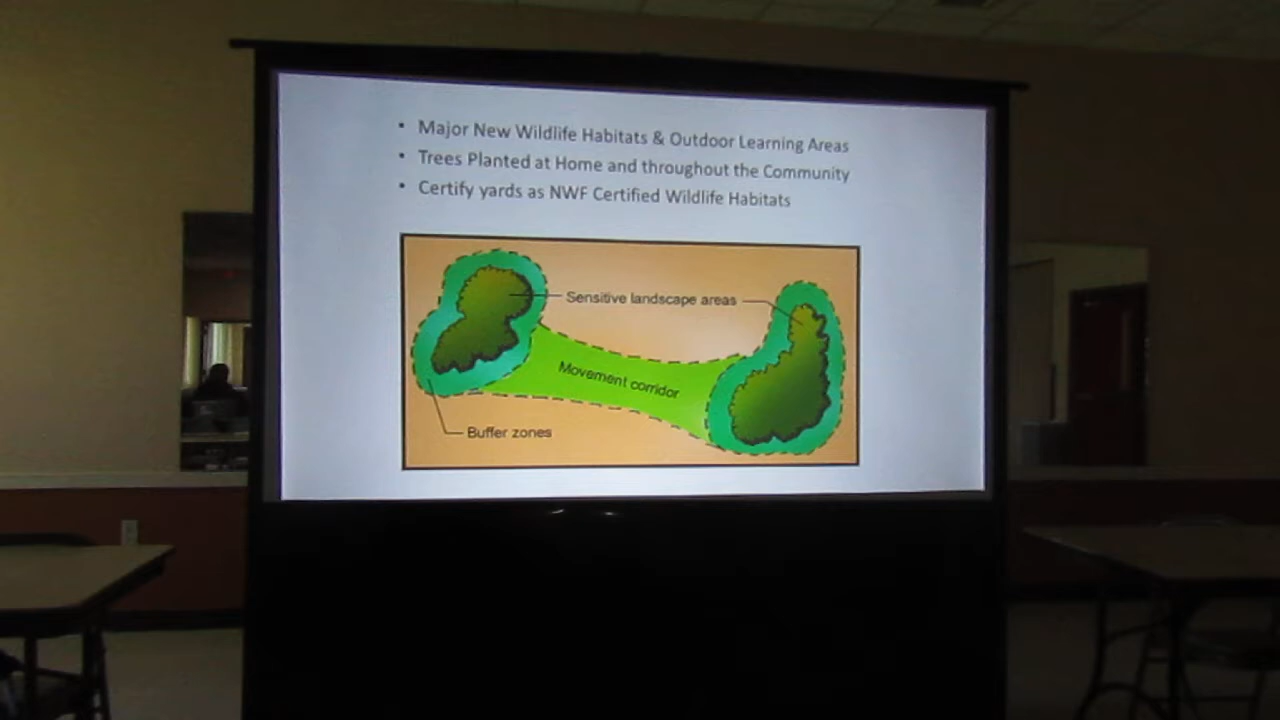 • Major New Wildlife Habitats & Outdoor Learning Areas
• Trees Planted at Home and throughout the Community
• Certify yards as NWF Certified Wildlife Habitats
Sensitive landscape areas
Movement corridor
Buffer zones